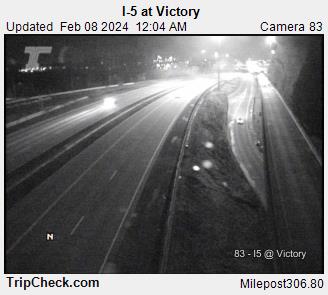 I-5 at Victory
Updated Feb 08 2024 12:04 AM Camera 83
N
83 - I5 @ Victory
TripCheck.com Milepost306.80